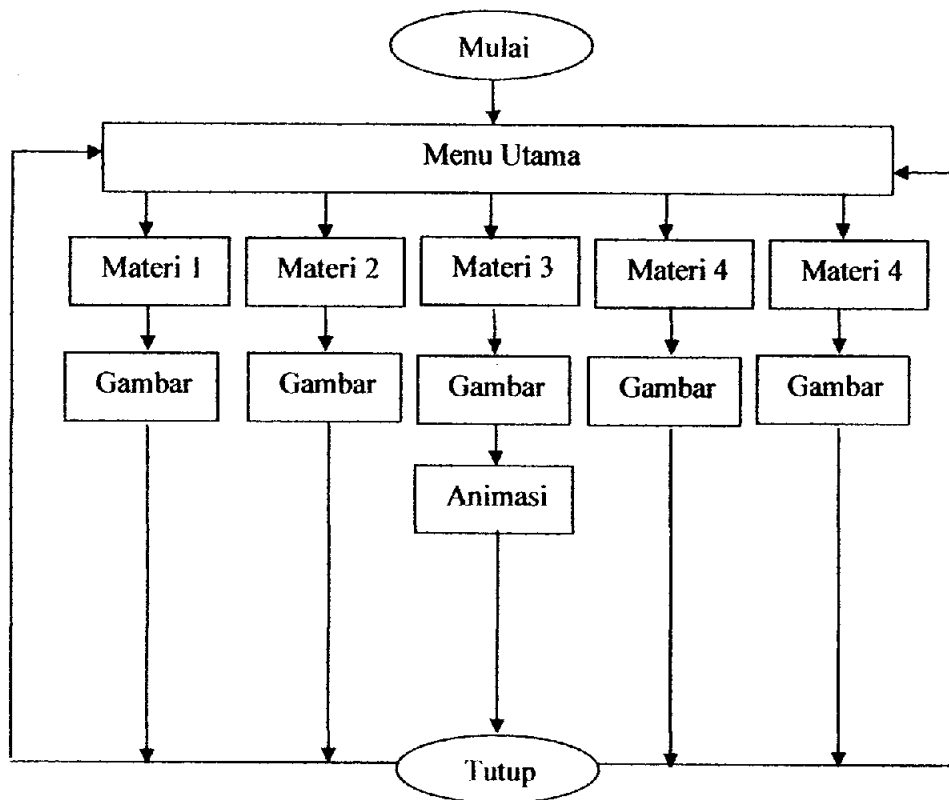 Mulai
Menu Utama
Materi 1
Materi 2
Materi 3
Materi 4
Materi 4
Gambar
Gambar
Gambar
Gambar
Gambar
Animasi
Tutup